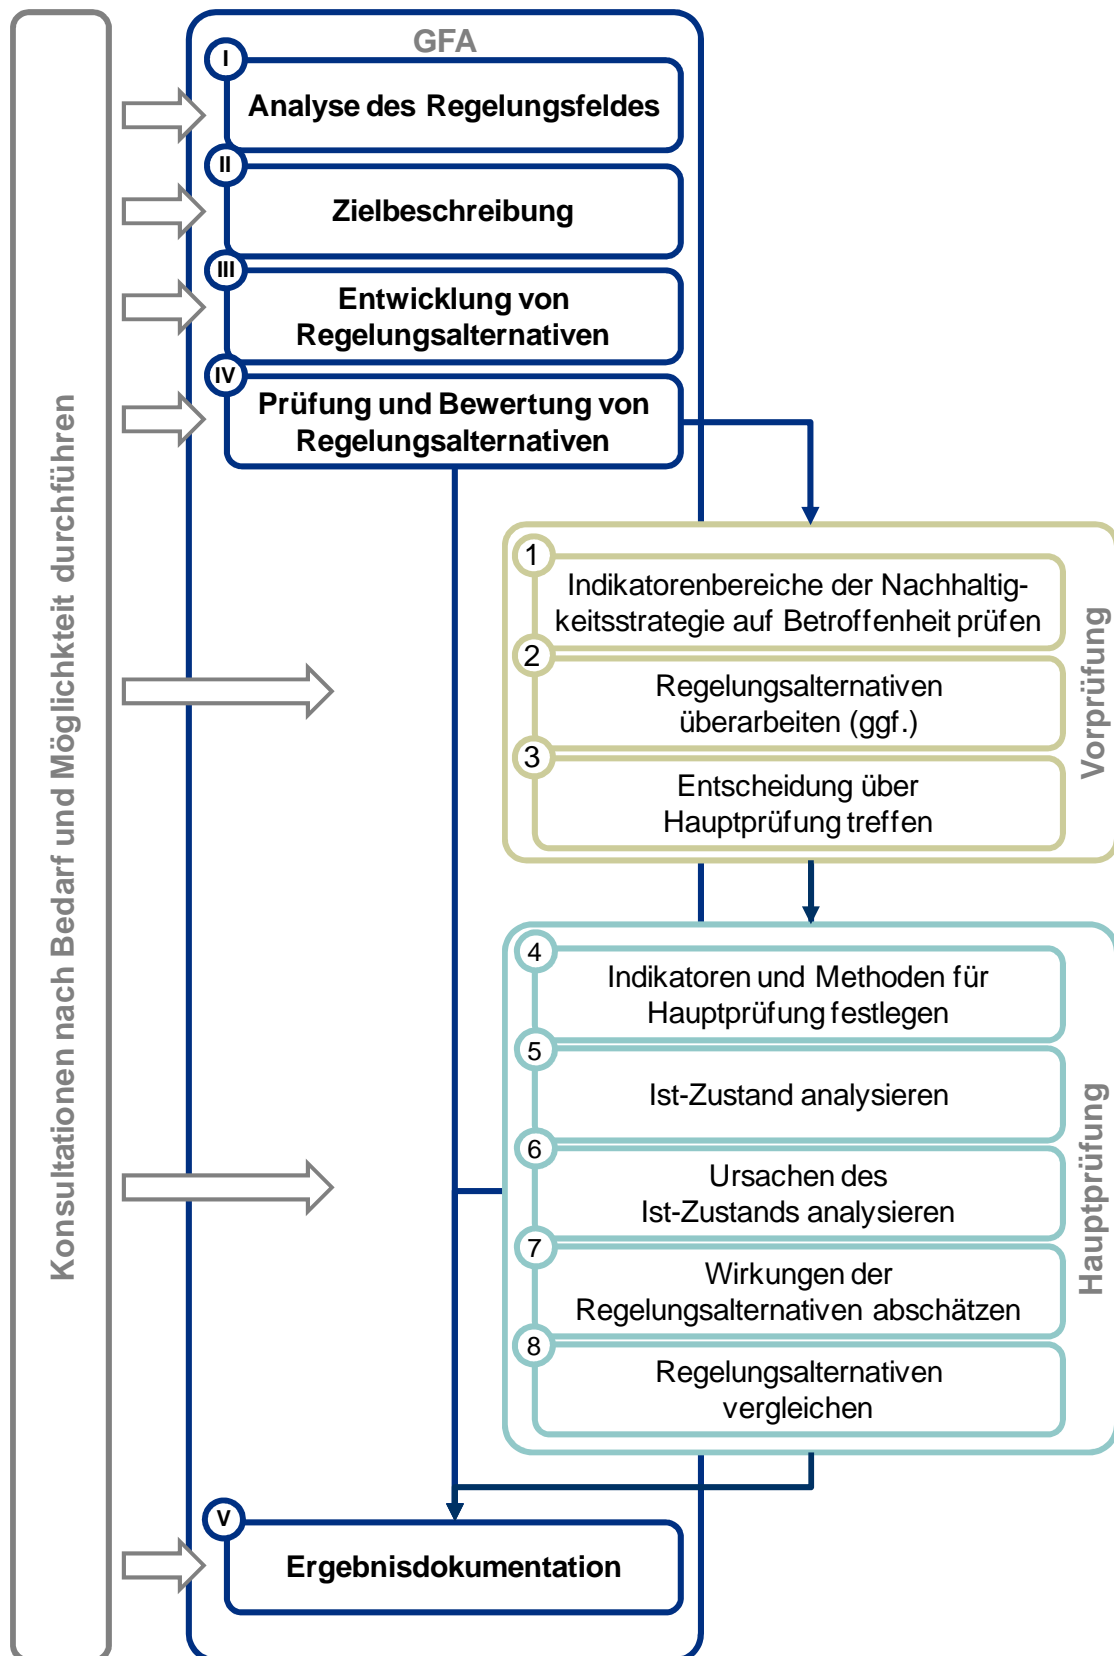 Konsultationen nach Bedarf und Möglichkteit durchführen
GFA
I
Analyse des Regelungsfeldes
II
Zielbeschreibung
III
Entwicklung von
Regelungsalternativen
IV
Prüfung und Bewertung von
Regelungsalternativen
Vorprüfung
1
Indikatorenbereiche der Nachhaltig-
keitsstrategie auf Betroffenheit prüfen
2
Regelungsalternativen
überarbeiten (ggf.)
3
Entscheidung über
Hauptprüfung treffen
Hauptprüfung
4
Indikatoren und Methoden für
Hauptprüfung festlegen
5
Ist-Zustand analysieren
6
Ursachen des
Ist-Zustands analysieren
7
Wirkungen der
Regelungsalternativen abschätzen
8
Regelungsalternativen
vergleichen
V
Ergebnisdokumentation